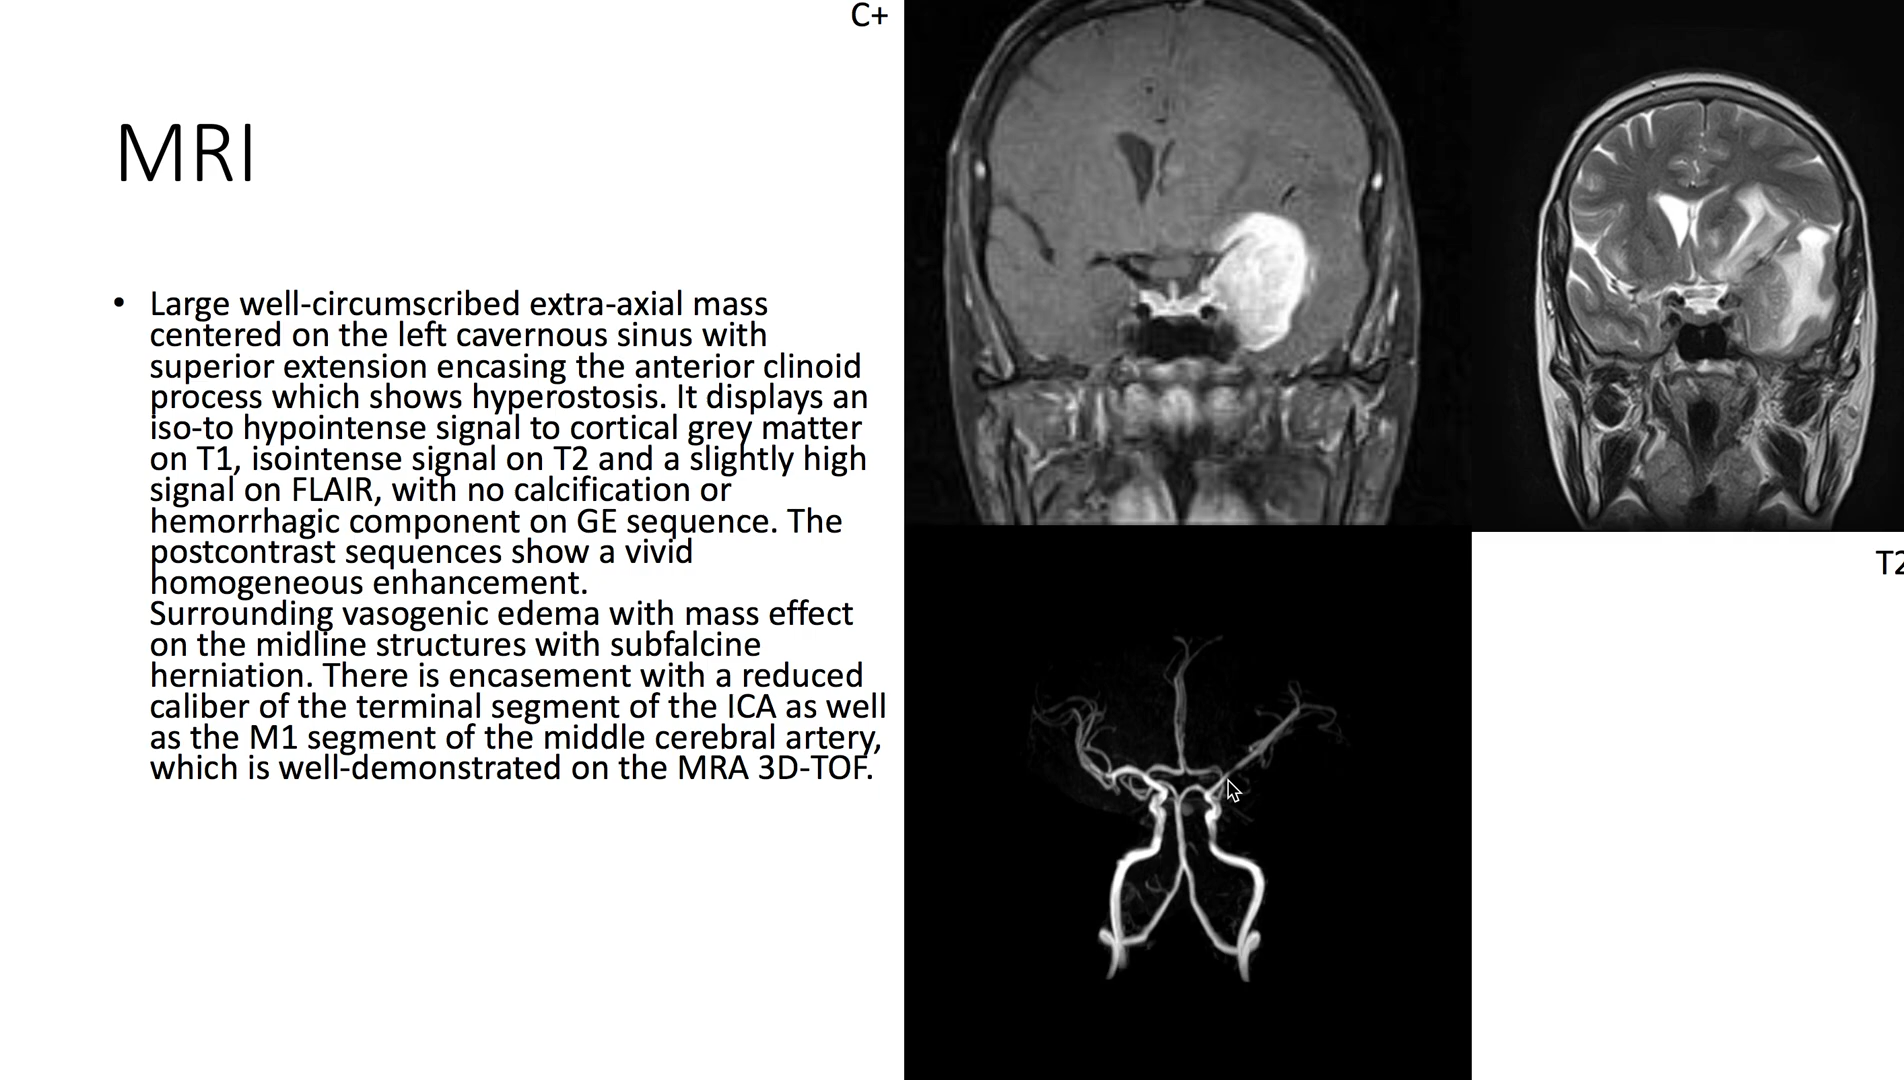 C+
MRI
• Large well-circumscribed extra-axial mass
centered on the left cavernous sinus with
superior extension encasing the anterior clinoid
process which shows hyperostosis. It displays an
iso-to hypointense signal to cortical grey matter
on T1, isointense signal on T2 and a slightly high
signal on FLAIR, with no calcification or
hemorrhagic component on GE sequence. The
postcontrast sequences show a vivid
homogeneous enhancement.
Surrounding vasogenic edema with mass effect
on the midline structures with subfalcine
herniation. There is encasement with a reduced
caliber of the terminal segment of the ICA as well
as the M1 segment of the middle cerebral artery,
which is well-demonstrated on the MRA 3D-TOF.
T2